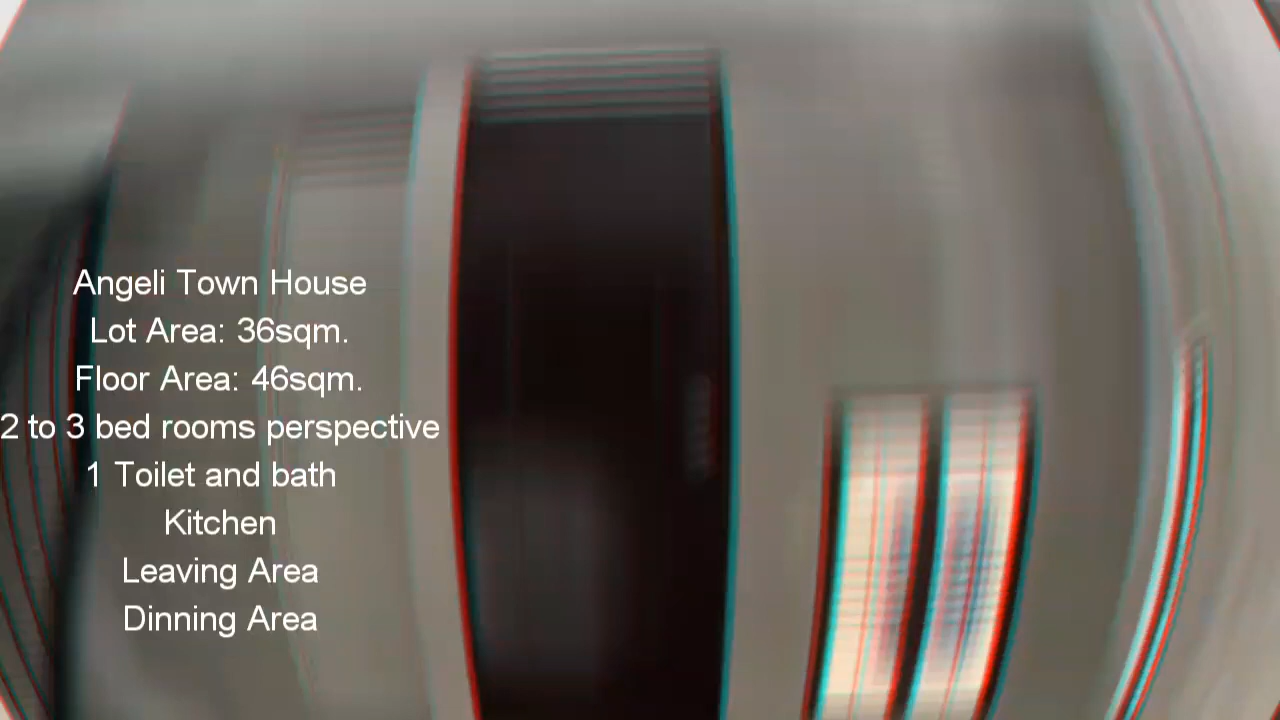 Angeli Town House
Lot Area: 36sqm.
Floor Area: 46sqm.
2 to 3 bed rooms perspective
1 Toilet and bath
Kitchen
Leaving Area
Dinning Area